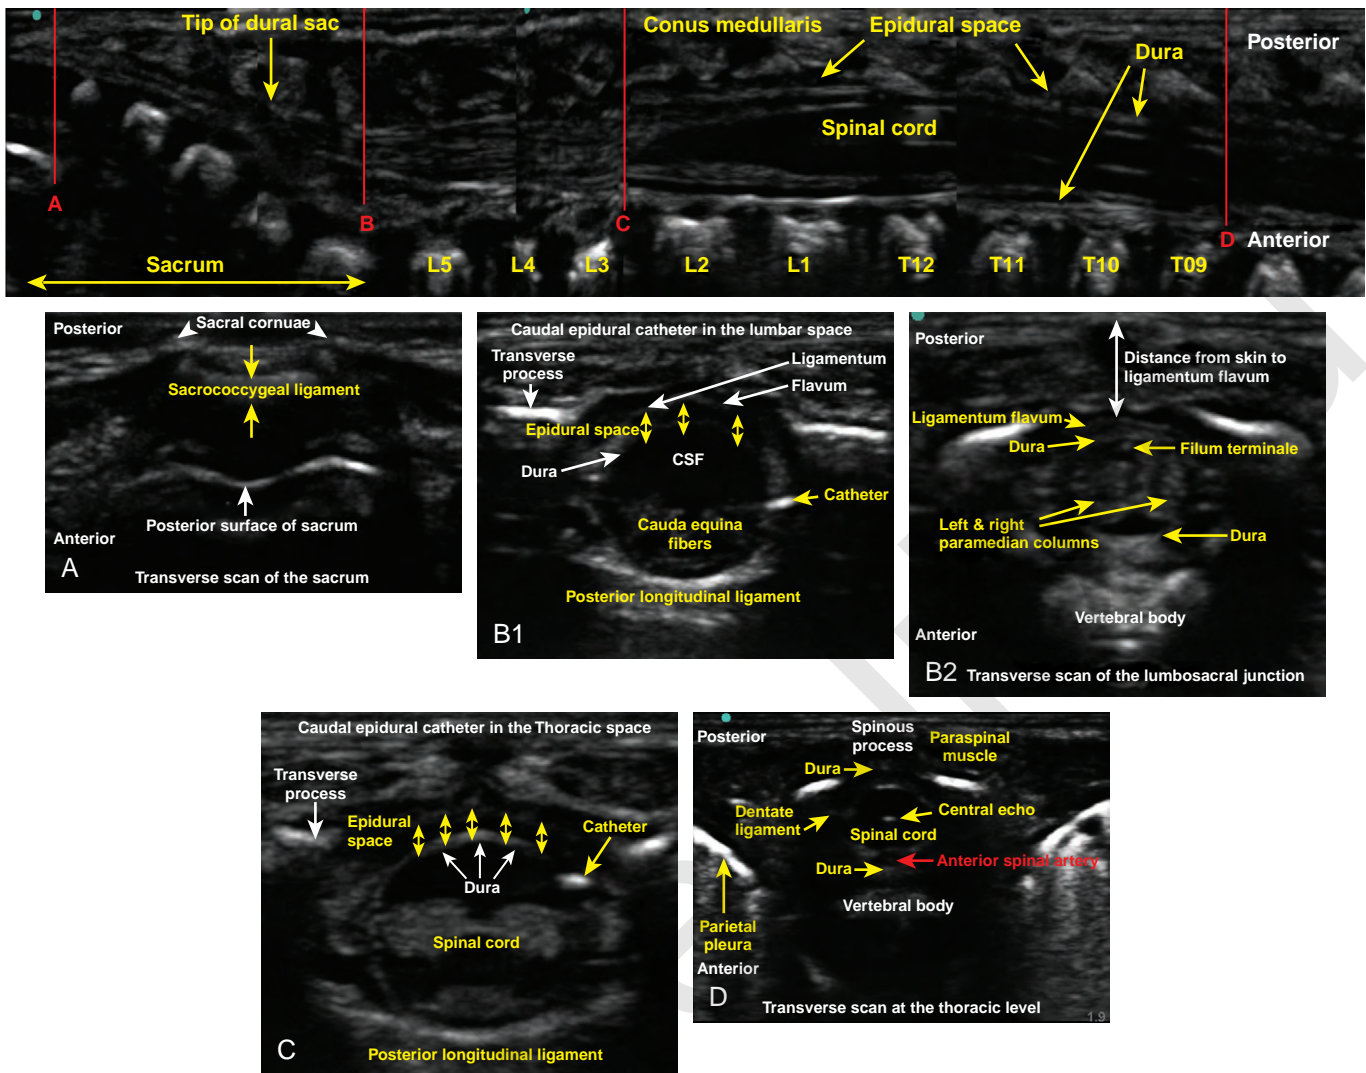 Tip of dural sac
Conus medullaris
Epidural space
Dura
Posterior
Spinal cord
A
B
C
D
Anterior
Sacrum
L5
L4
L3
L2
L1
T12
T11
T10
T09
Posterior
Sacral cornuae
Sacrococcygeal ligament
Posterior surface of sacrum
Anterior
A
Transverse scan of the sacrum
Caudal epidural catheter in the lumbar space
Transverse
process
Ligamentum
Flavum
Epidural space
Dura
CSF
Catheter
Cauda equina
fibers
Posterior longitudinal ligament
B1
Posterior
Distance from skin to
ligamentum flavum
Ligamentum flavum
Dura
Filum terminale
Left & right
paramedian columns
Dura
Vertebral body
Anterior
B2
Transverse scan of the lumbosacral junction
Caudal epidural catheter in the Thoracic space
Transverse
process
Epidural
space
Catheter
Dura
Spinal cord
C
Posterior longitudinal ligament
Posterior
Spinous
process
Paraspinal
muscle
Dura
Dentate
ligament
Central echo
Spinal cord
Anterior spinal artery
Dura
Vertebral body
Parietal
pleura
Anterior
D
Transverse scan at the thoracic level
1.9